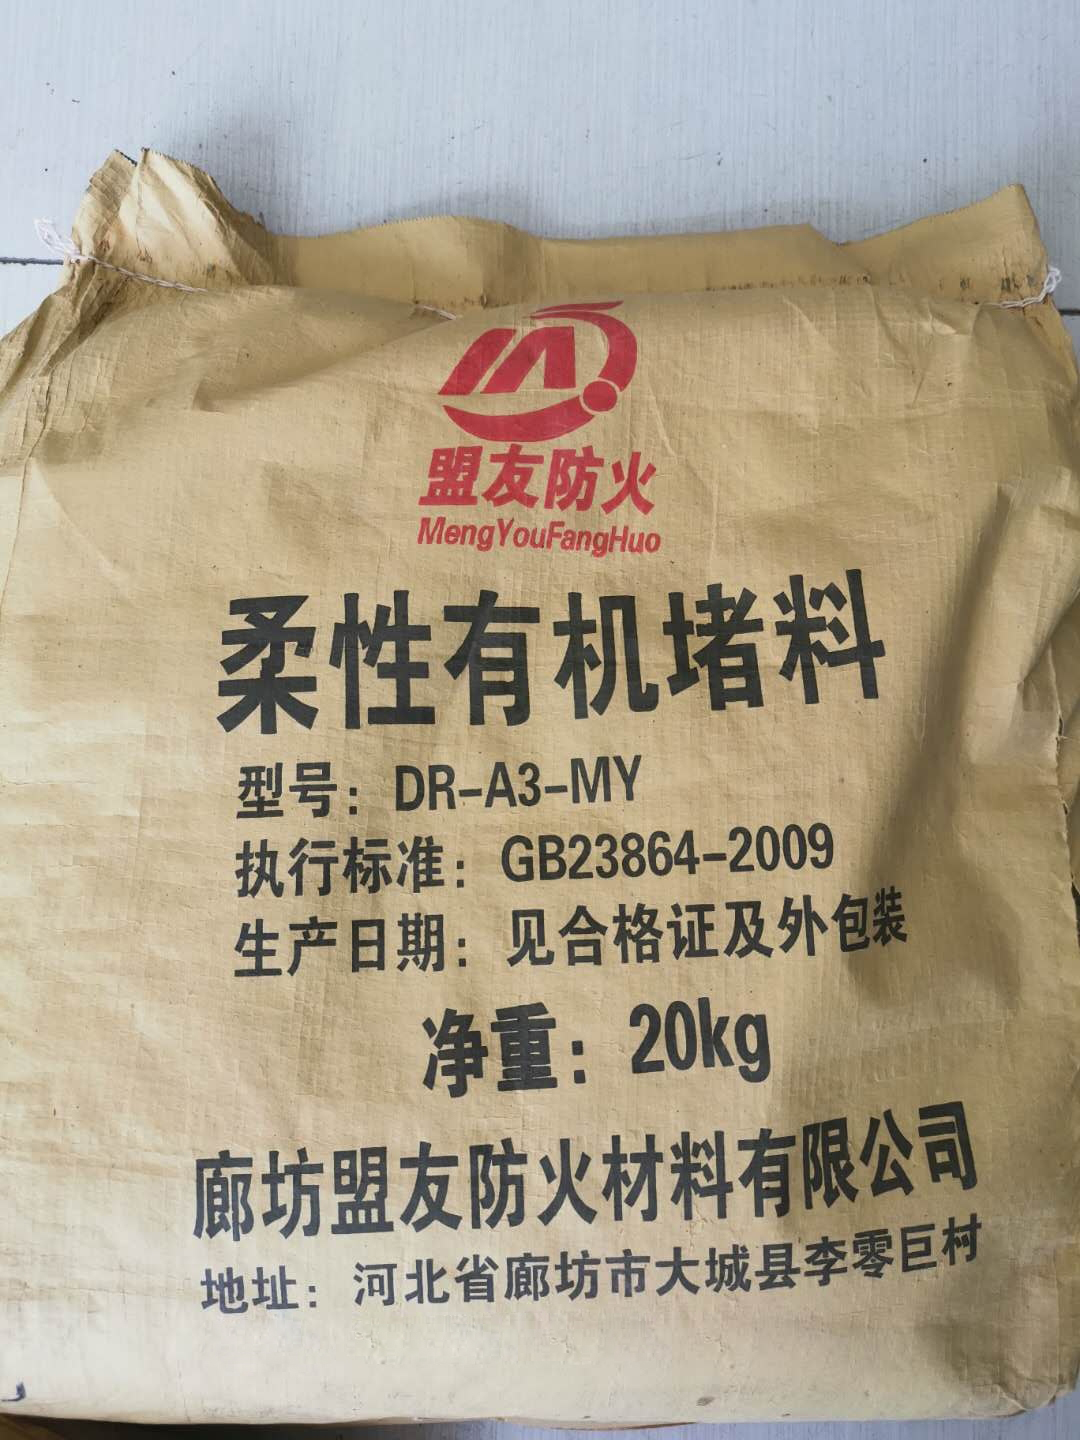 盟友防火
MengYouFangHuo
柔性有机堵料
型号：DR-A3-MY
执行标准：GB23864-2009
生产日期：见合格证及外包装
净重：20kg
廊坊盟友防火材料有限公司
地址：河北省廊坊市大城县李零巨村